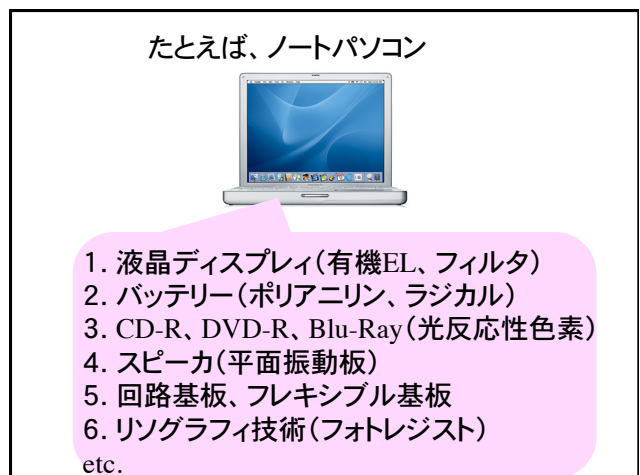 たとえば、ノートパソコン
1. 液晶ディスプレィ(有機EL、フィルタ)
2. バッテリー(ポリアニリン、ラジカル)
3. CD-R、DVD-R、Blu-Ray(光反応性色素)
4. スピーカ(平面振動板)
5. 回路基板、フレキシブル基板
6. リソグラフィ技術(フォトレジスト)
etc.